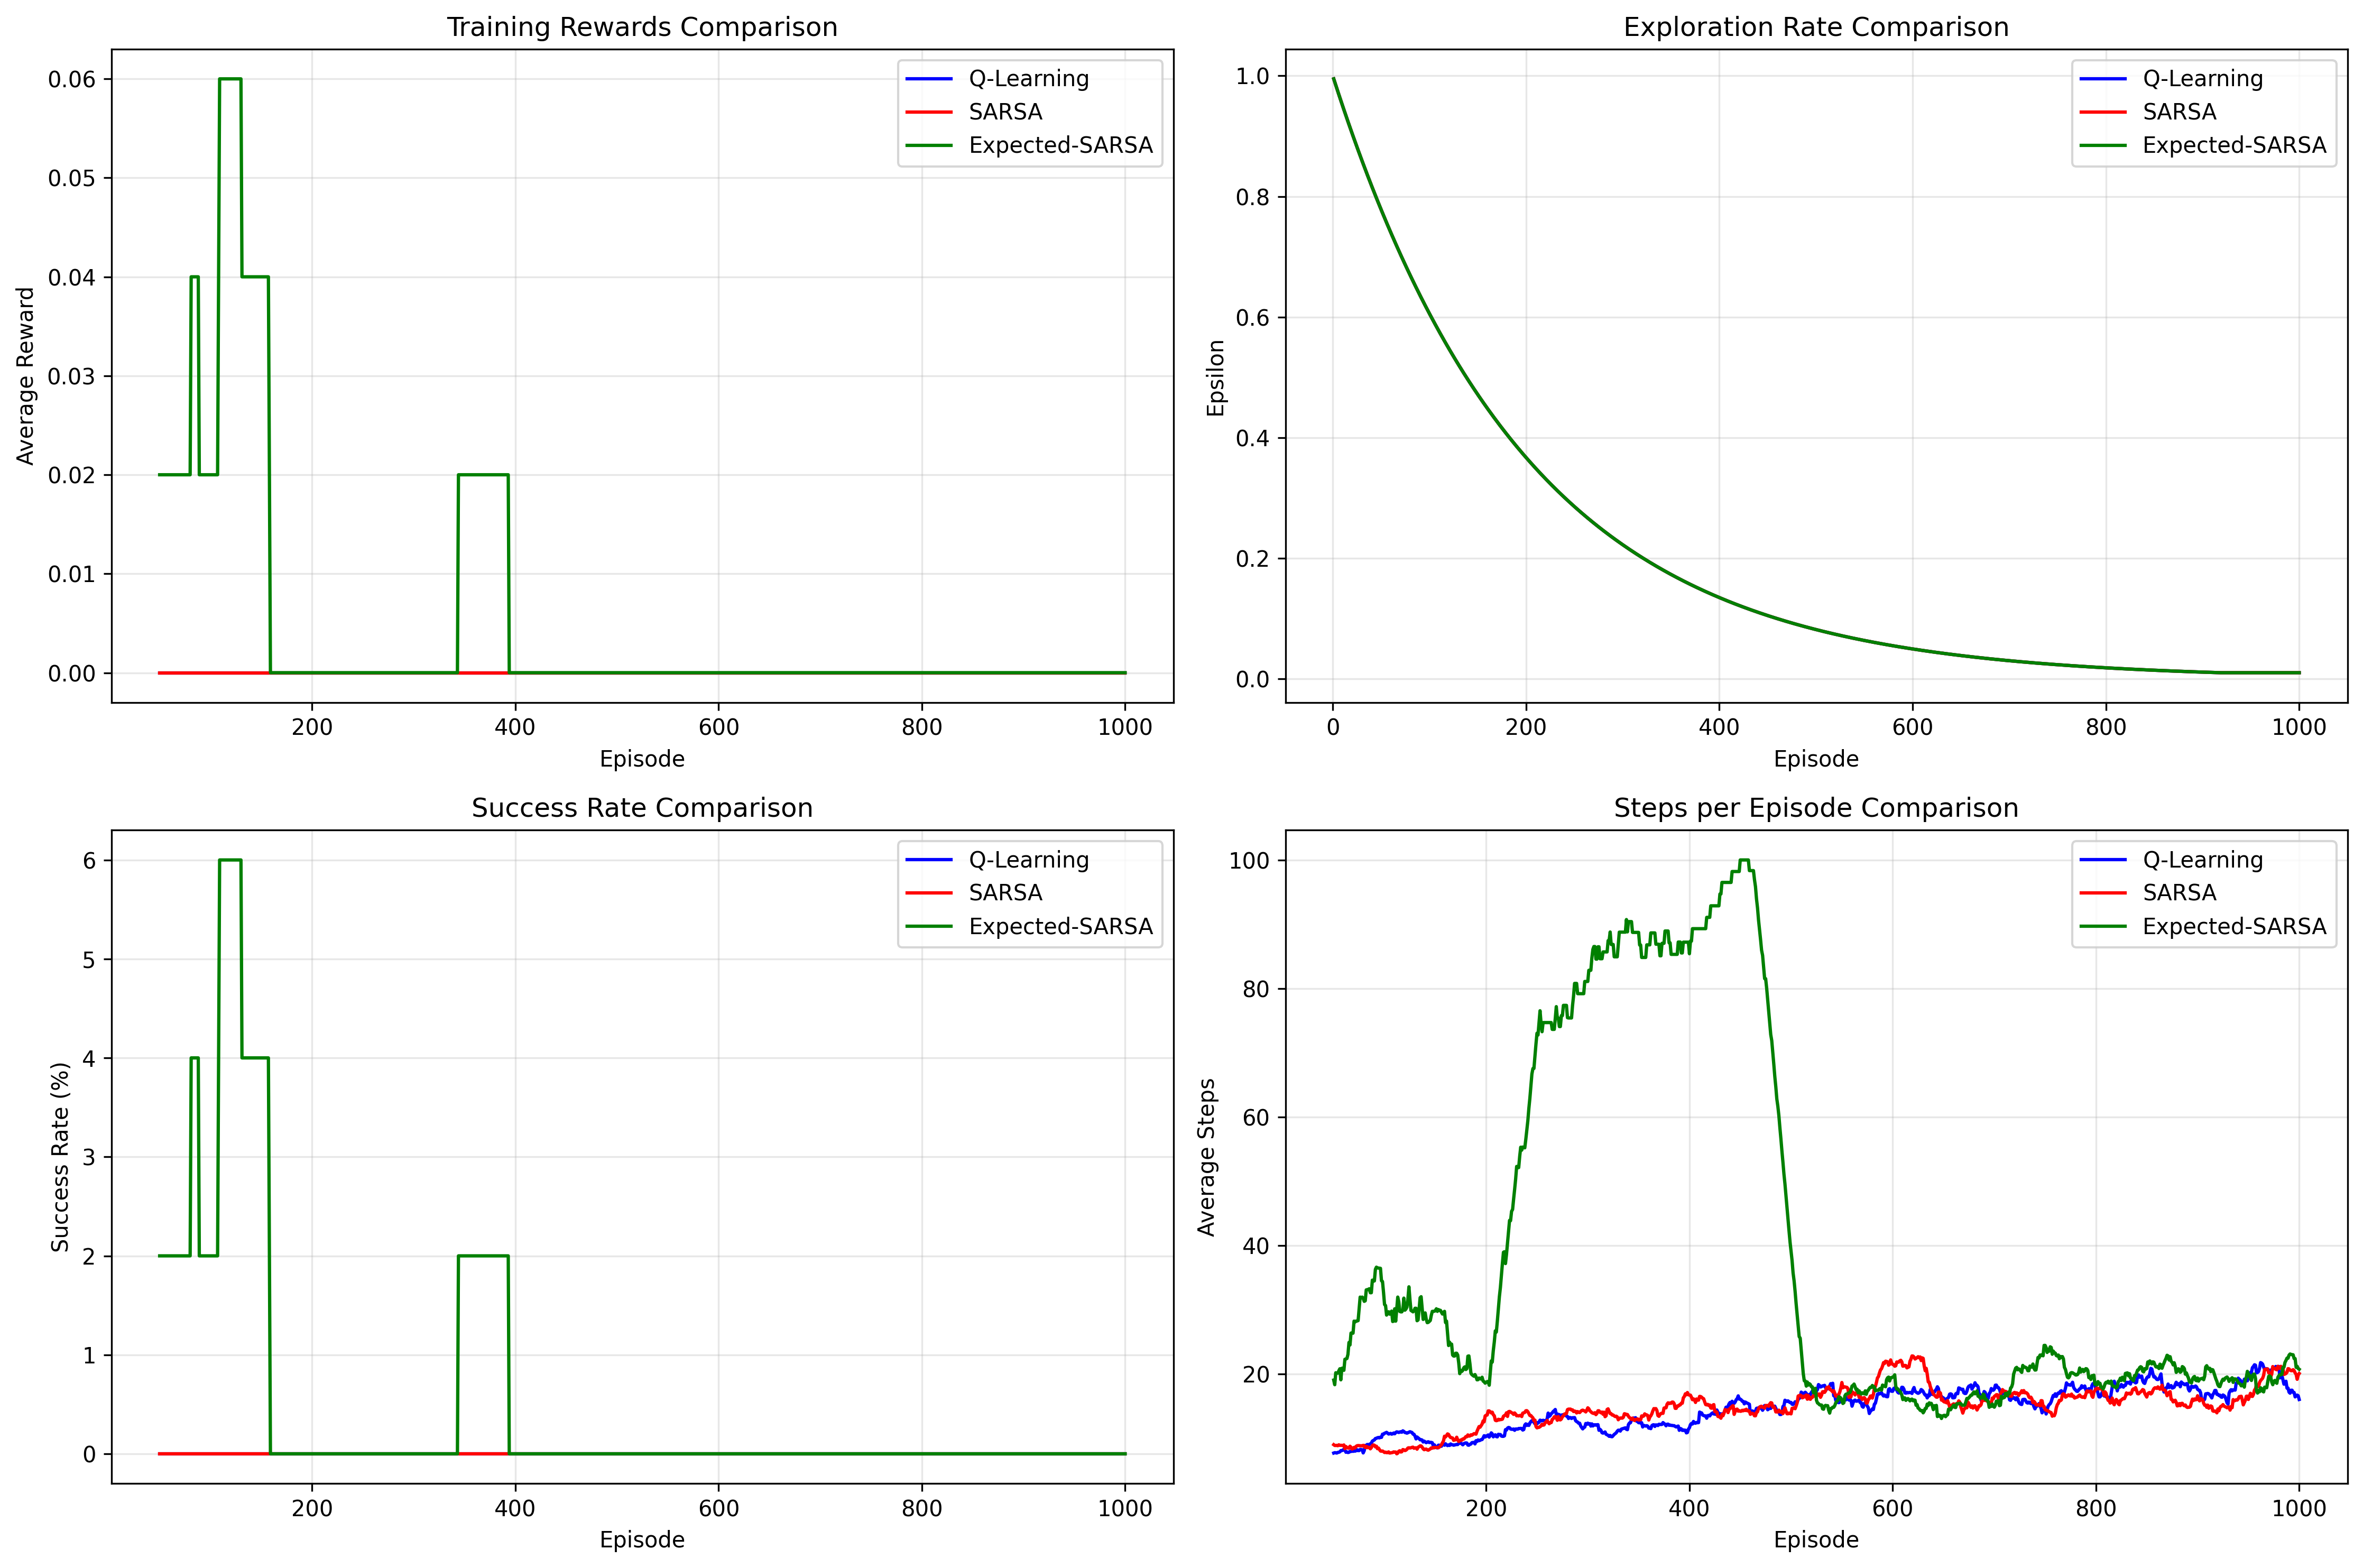 Training Rewards Comparison
Average Reward
0.06
0.05
0.04
0.03
0.02
0.01
0.00
Q-Learning
SARSA
Expected-SARSA
200
400
600
800
1000
Episode
Exploration Rate Comparison
Epsilon
1.0
0.8
0.6
0.4
0.2
0.0
Q-Learning
SARSA
Expected-SARSA
0
200
400
600
800
1000
Episode
Success Rate Comparison
Success Rate (%)
6
5
4
3
2
1
0
Q-Learning
SARSA
Expected-SARSA
200
400
600
800
1000
Episode
Steps per Episode Comparison
Average Steps
100
80
60
40
20
Q-Learning
SARSA
Expected-SARSA
200
400
600
800
1000
Episode